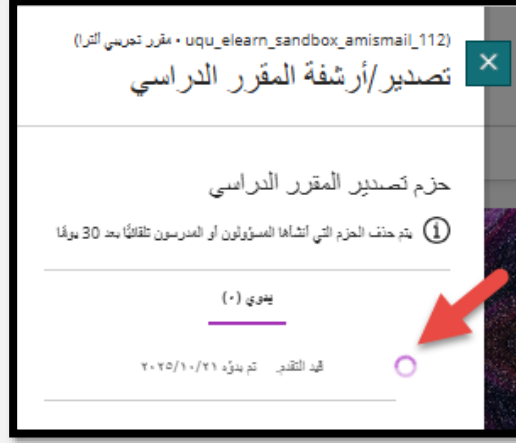 (uqu_elearn_sandbox_amismail_112 • مقرر تجريبي ألترا)
تصدير/أرشفة المقرر الدراسي
حزم تصدير المقرر الدراسي
يتم حذف الحزم التي أنشأها المسؤولون أو المدرسون تلقائيًا بعد 30 يومًا
يدوي (٠)
قيد التقدم. تم بدؤه ٢٠٢٥/١٠/٢١